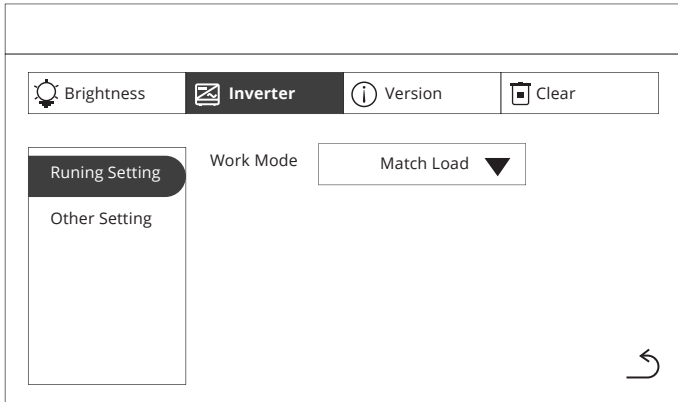 Brightness Inverter Version Clear
Runing Setting Work Mode Match Load
Other Setting